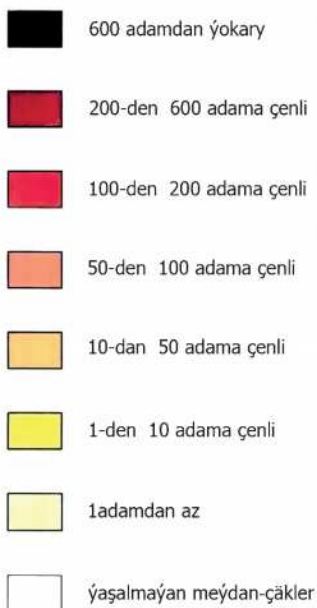 600 adamdan ýokary
200-den 600 adama çenli
100-den 200 adama çenli
50-den 100 adama çenli
10-dan 50 adama çenli
1-den 10 adama çenli
1adamdan az
ýaşalmaýan meýdan-çäkler